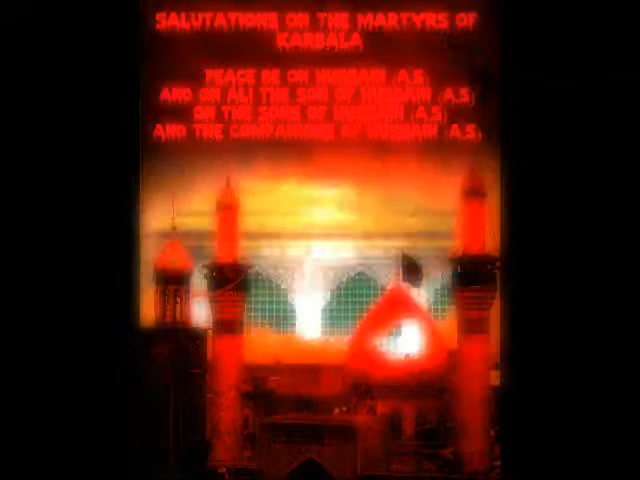 SALUTATIONS ON THE MARTYRS OF
KARBALA
PEACE BE ON HUSSAIN (A.S)
AND ON ALI THE SON OF HUSSAIN (A.S)
ON THE SONS OF HUSSAIN (A.S)
AND THE COMPANIONS OF HUSSAIN (A.S)